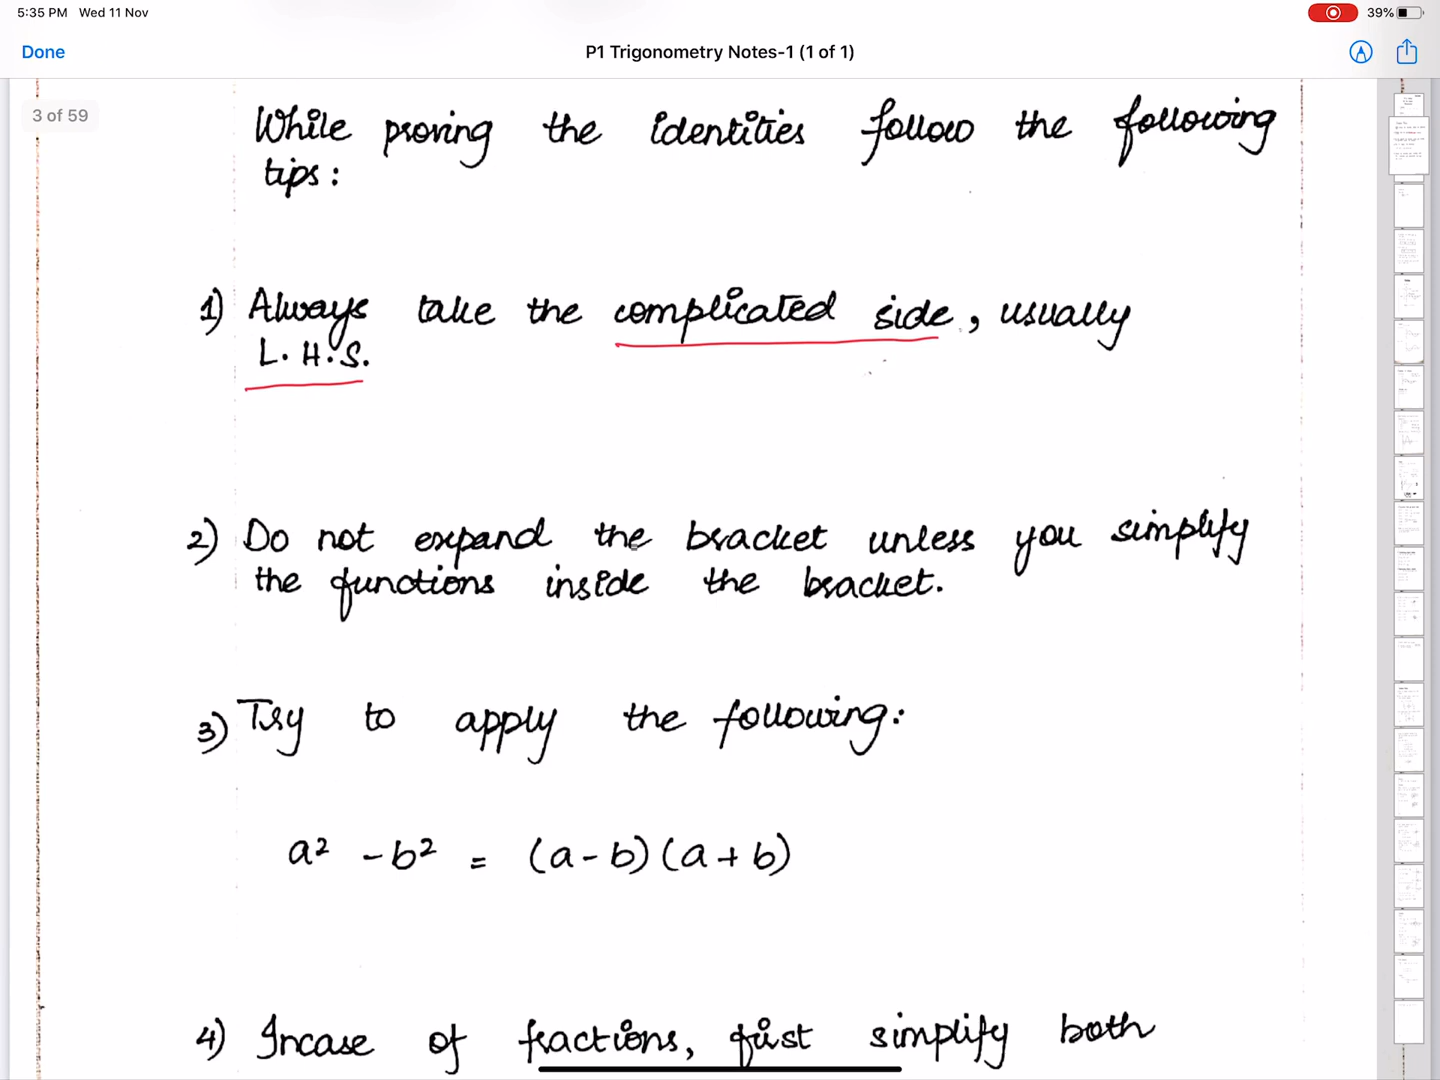 5:35 PM Wed 11 Nov
39%
Done
P1 Trigonometry Notes-1 (1 of 1)
3 of 59
While proving the identities follow the following
tips:
1) Always take the complicated side, usually
L.H.S.
2) Do not expand the bracket unless you simplify
the functions inside the bracket.
3) Try to apply the following:
a² - b² = (a - b) (a + b)
4) Incase of fractions, first simplify both